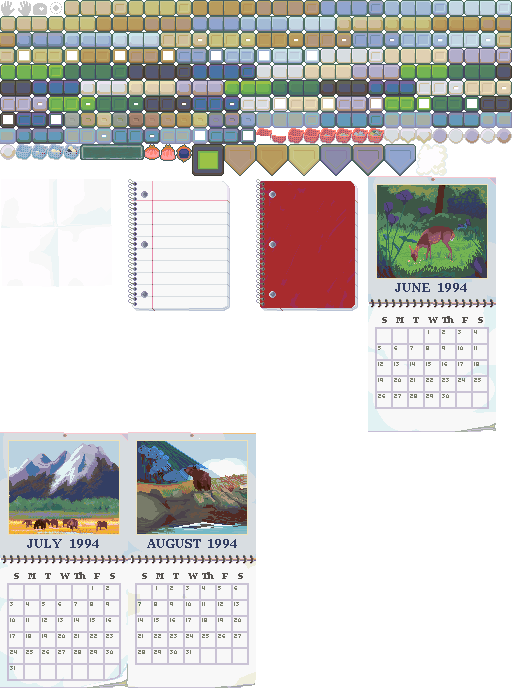 JUNE 1994
S M T W Th F S
1 2 3 4
5 6 7 8 9 10 11
12 13 14 15 16 17 18
19 20 21 22 23 24 25
26 27 28 29 30
JULY 1994
S M T W Th F S
1 2
3 4 5 6 7 8 9
10 11 12 13 14 15 16
17 18 19 20 21 22 23
24 25 26 27 28 29 30
31
AUGUST 1994
S M T W Th F S
1 2 3 4 5 6
7 8 9 10 11 12 13
14 15 16 17 18 19 20
21 22 23 24 25 26 27
28 29 30 31